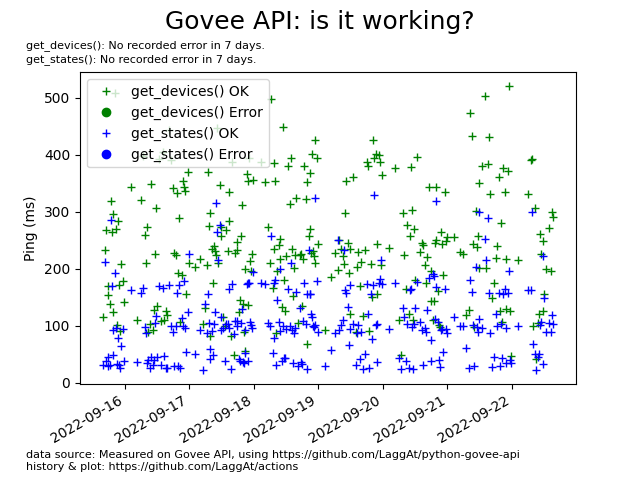 Govee API: is it working?
get_devices(): No recorded error in 7 days.
get_states(): No recorded error in 7 days.
get_devices() OK
get_devices() Error
get_states() OK
get_states() Error
Ping (ms)
500
400
300
200
100
0
2022-09-16
2022-09-17
2022-09-18
2022-09-19
2022-09-20
2022-09-21
2022-09-22
data source: Measured on Govee API, using https://github.com/LaggAt/python-govee-api
history & plot: https://github.com/LaggAt/actions